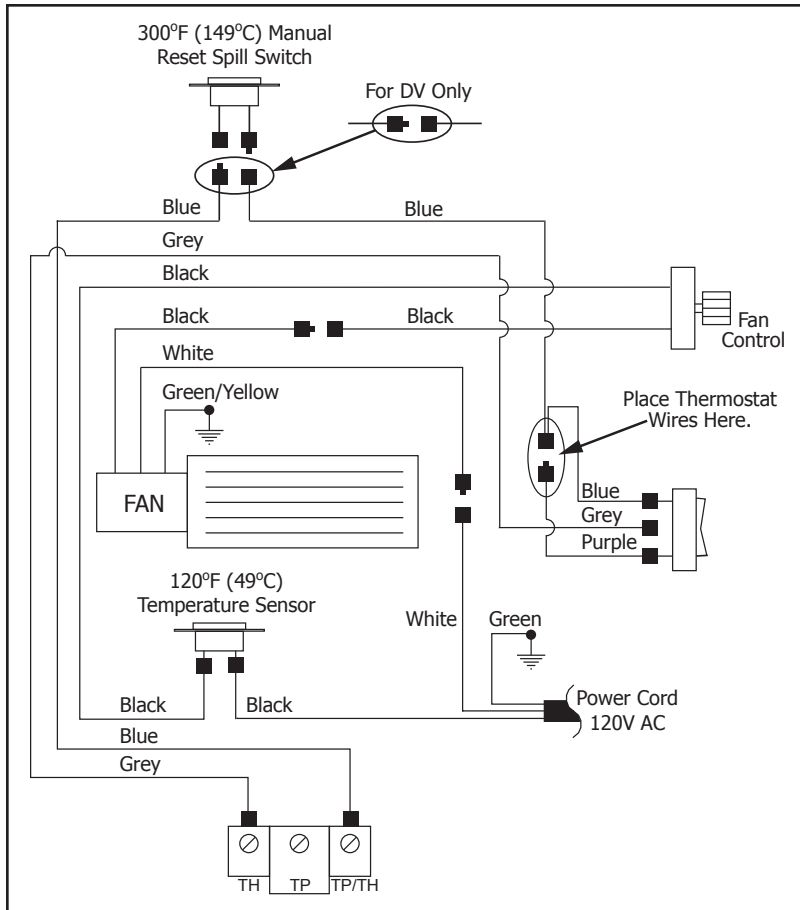 300°F (149°C) Manual
Reset Spill Switch
For DV Only
Blue
Blue
Grey
Black
Black
Black
Fan
Control
White
Green/Yellow
Place Thermostat
Wires Here.
FAN
Blue
Grey
Purple
120°F (49°C)
Temperature Sensor
White
Green
Black
Black
Power Cord
120V AC
Blue
Grey
TH
TP
TP/TH